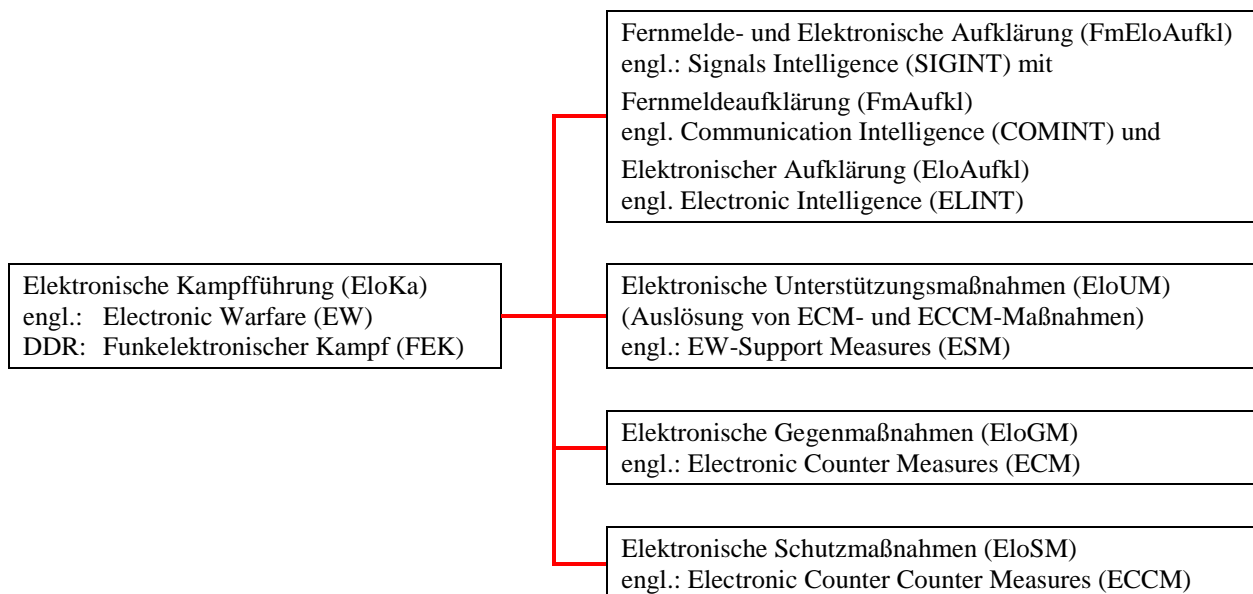 Elektronische Kampfführung (EloKa)
engl.: Electronic Warfare (EW)
DDR: Funkelektronischer Kampf (FEK)
Fernmelde- und Elektronische Aufklärung (FmEloAufkl)
engl.: Signals Intelligence (SIGINT) mit
Fernmeldeaufklärung (FmAufkl)
engl. Communication Intelligence (COMINT) und
Elektronischer Aufklärung (EloAufkl)
engl. Electronic Intelligence (ELINT)
Elektronische Unterstützungsmaßnahmen (EloUM)
(Auslösung von ECM- und ECCM-Maßnahmen)
engl.: EW-Support Measures (ESM)
Elektronische Gegenmaßnahmen (EloGM)
engl.: Electronic Counter Measures (ECM)
Elektronische Schutzmaßnahmen (EloSM)
engl.: Electronic Counter Counter Measures (ECCM)